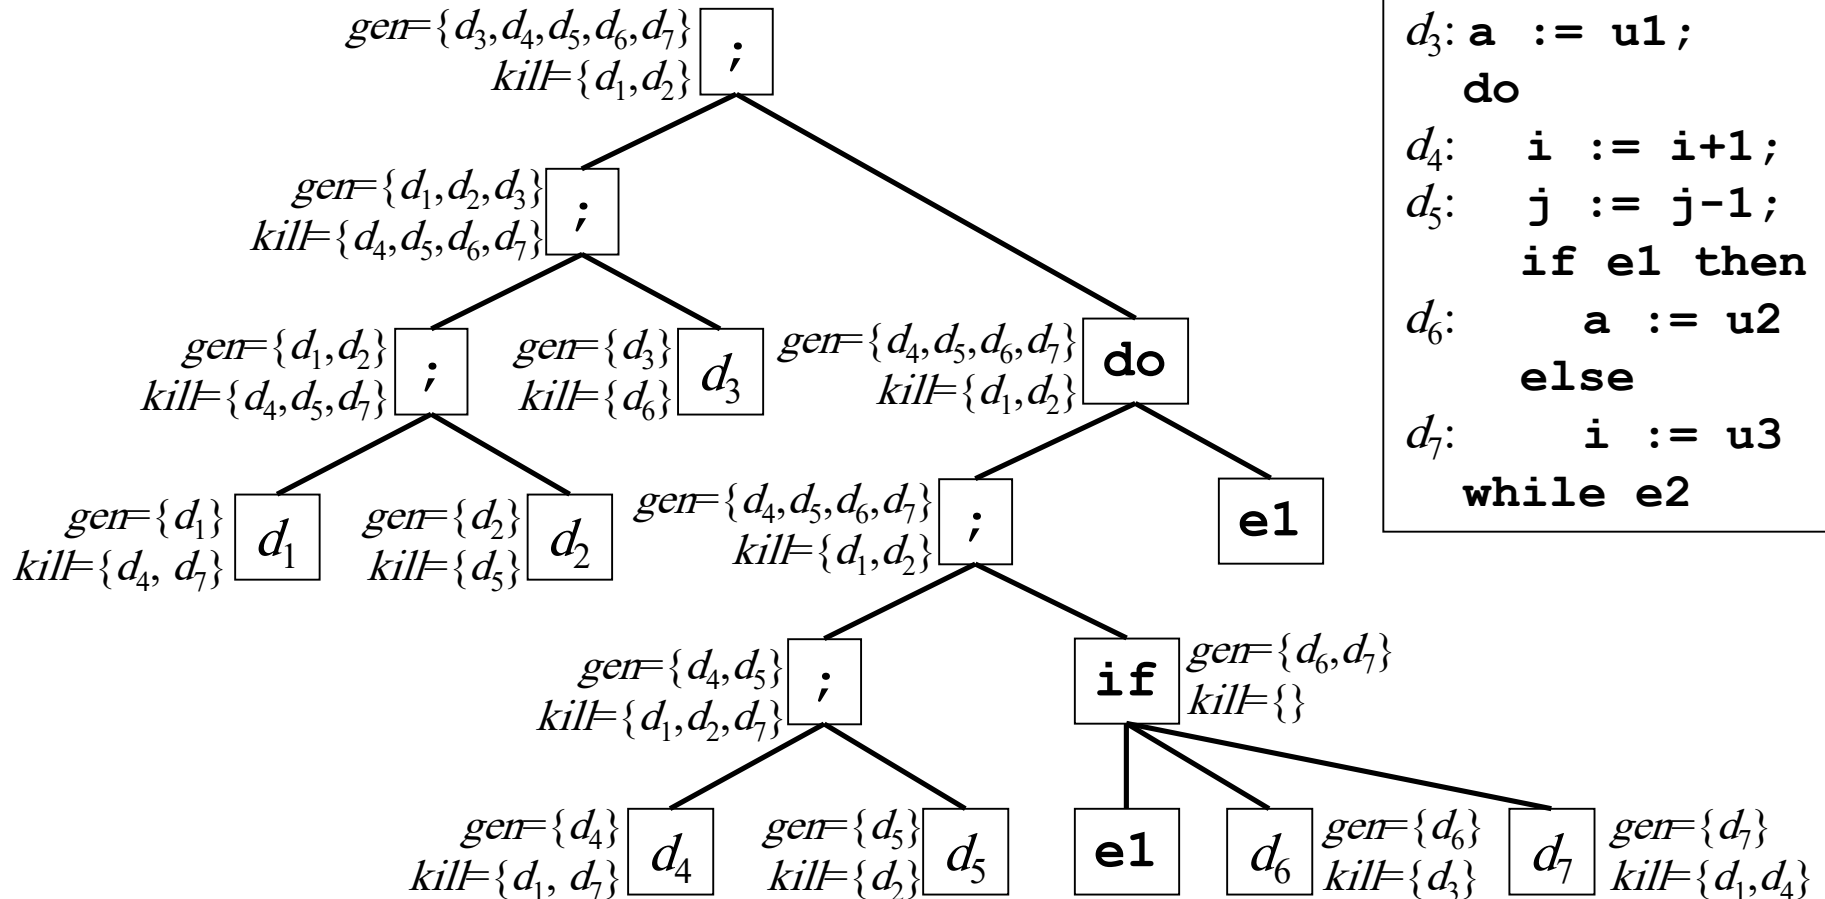 gen={d₃,d₄,d₅,d₆,d₇}
kill={d₁,d₂}
;
gen={d₁,d₂,d₃}
kill={d₄,d₅,d₆,d₇}
;
gen={d₁,d₂}
kill={d₄,d₅,d₇}
;
gen={d₃}
kill={d₆}
d₃
gen={d₄,d₅,d₆,d₇}
kill={d₁,d₂}
do
gen={d₁}
kill={d₄, d₇}
d₁
gen={d₂}
kill={d₅}
d₂
gen={d₄,d₅,d₆,d₇}
kill={d₁,d₂}
;
e1
gen={d₄,d₅}
kill={d₁,d₂,d₇}
;
if
gen={d₆,d₇}
kill={}
gen={d₄}
kill={d₁, d₇}
d₄
gen={d₅}
kill={d₂}
d₅
e1
d₆
gen={d₆}
kill={d₃}
d₇
gen={d₇}
kill={d₁,d₄}
d₃: a := u1;
do
d₄: i := i+1;
d₅: j := j-1;
if e1 then
d₆: a := u2
else
d₇: i := u3
while e2